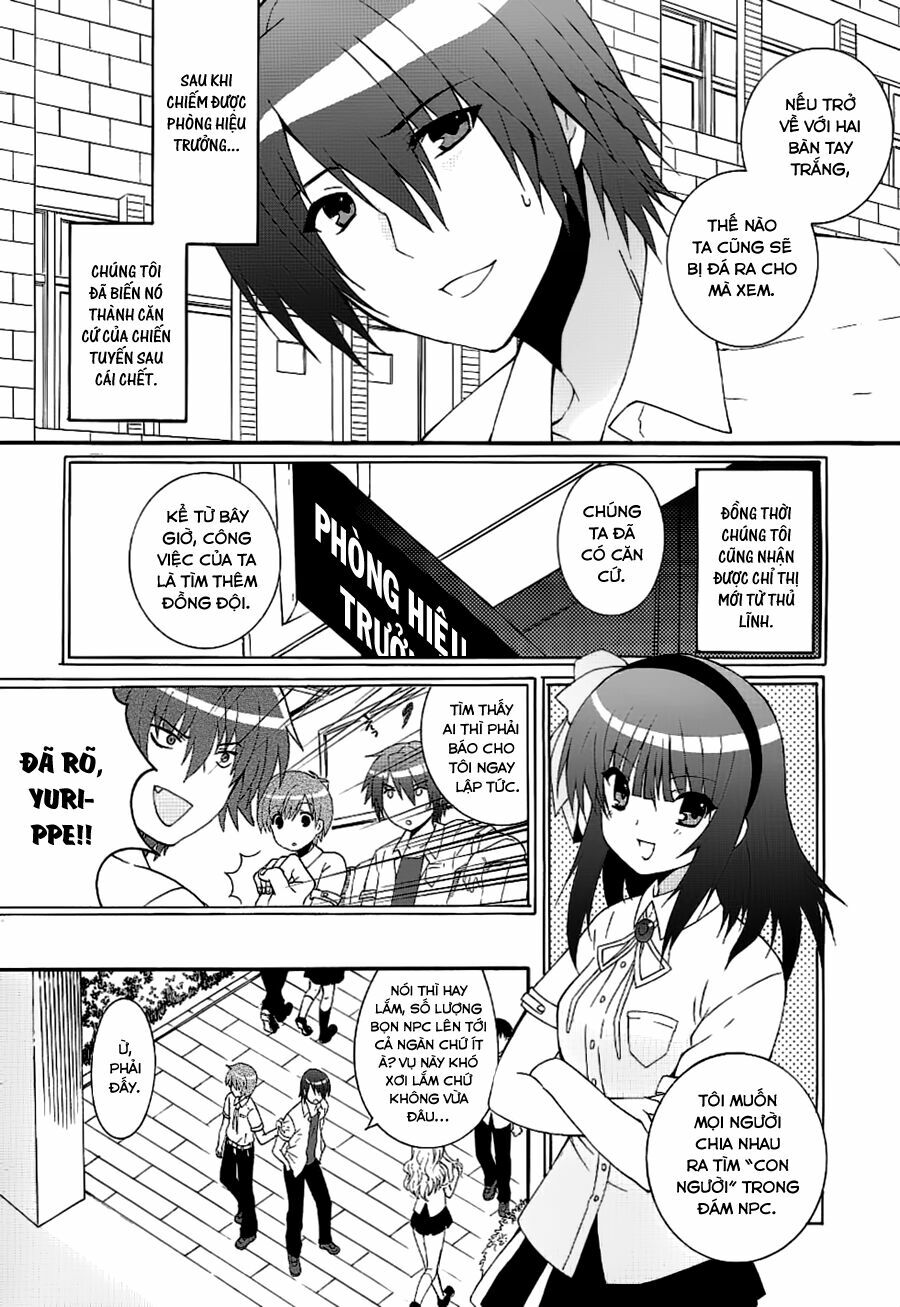 NẾU TRỞ
VỀ VỚI HAI
BÀN TAY
TRẮNG,
THẾ NÀO
TA CŨNG SẼ
BỊ ĐÁ RA CHO
MÀ XEM.
SAU KHI
CHIẾM ĐƯỢC
PHÒNG HIỆU
TRƯỞNG...
CHÚNG TÔI
ĐÃ BIẾN NÓ
THÀNH CĂN
CỨ CỦA CHIẾN
TUYẾN SAU
CÁI CHẾT.
ĐỒNG THỜI
CHÚNG TÔI
CŨNG NHẬN
ĐƯỢC CHỈ THỊ
MỚI TỪ THỦ
LĨNH.
CHÚNG
TA ĐÃ
CÓ CĂN
CỨ.
PHÒNG HIỆU
TRƯỞ
KỂ TỪ BÂY
GIỜ, CÔNG
VIỆC CỦA TA
LÀ TÌM THÊM
ĐỒNG ĐỘI.
TÔI MUỐN
MỌI NGƯỜI
CHIA NHAU
RA TÌM "CON
NGƯỜI" TRONG
ĐÁM NPC.
TÌM THẤY
AI THÌ PHẢI
BÁO CHO
TÔI NGAY
LẬP TỨC.
ĐÃ RÕ,
YURI-
PPE!!
NÓI THÌ HAY
LẮM, SỐ LƯỢNG
BỌN NPC LÊN TỚI
CẢ NGÀN CHỨ ÍT
À? VỤ NÀY KHÓ
XƠI LẮM CHỨ
KHÔNG VỪA
ĐÂU...
Ừ,
PHẢI
ĐẤY.